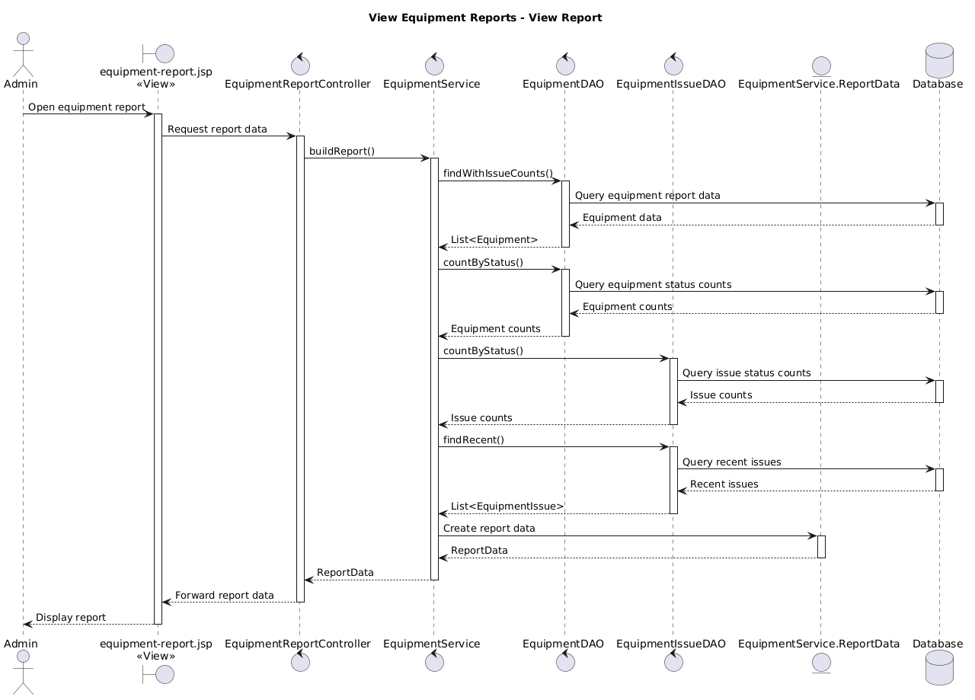 View Equipment Reports - View Report
Admin
equipment-report.jsp
«View»
EquipmentReportController
EquipmentService
EquipmentDAO
EquipmentIssueDAO
EquipmentService.ReportData
Database
Open equipment report
Request report data
buildReport()
findWithIssueCounts()
Query equipment report data
Equipment data
List<Equipment>
countByStatus()
Query equipment status counts
Equipment counts
Equipment counts
countByStatus()
Query issue status counts
Issue counts
Issue counts
findRecent()
Query recent issues
Recent issues
List<EquipmentIssue>
Create report data
ReportData
ReportData
Forward report data
Display report
Admin
equipment-report.jsp
«View»
EquipmentReportController
EquipmentService
EquipmentDAO
EquipmentIssueDAO
EquipmentService.ReportData
Database